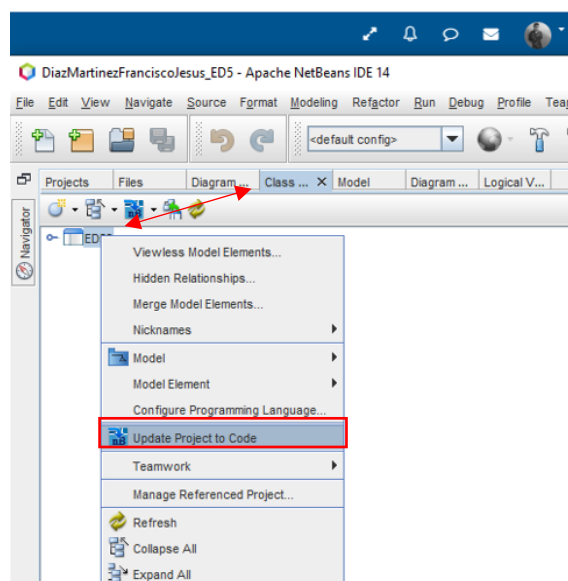 DiazMartinezFranciscoJesus_ED5 - Apache NetBeans IDE 14
File Edit View Navigate Source Format Modeling Refactor Run Debug Profile Tea
<default config>
Projects Files Diagram ... Class ... X Model Diagram ... Logical V...
Navigator
Viewless Model Elements...
Hidden Relationships...
Merge Model Elements...
Nicknames
Model
Model Element
Configure Programming Language...
Update Project to Code
Teamwork
Manage Referenced Project...
Refresh
Collapse All
Expand All